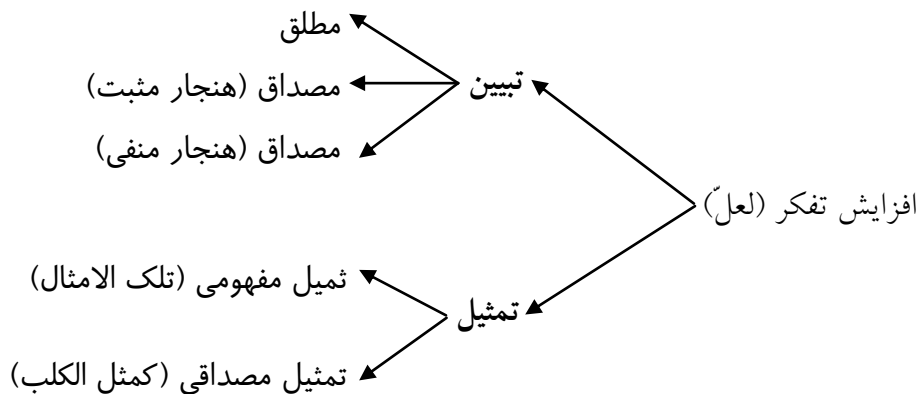 مطلق
تبیین
مصداق (هنجار مثبت)
مصداق (هنجار منفی)
افزایش تفکر (لعلّ)
ثمیل مفهومی (تلک الامثال)
تمثیل
تمثیل مصداقی (کمثل الکلب)